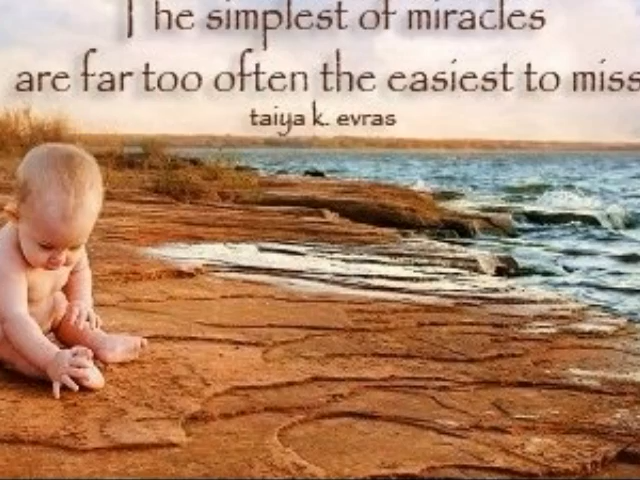 The simplest of miracles
are far too often the easiest to miss
taiya k. evras